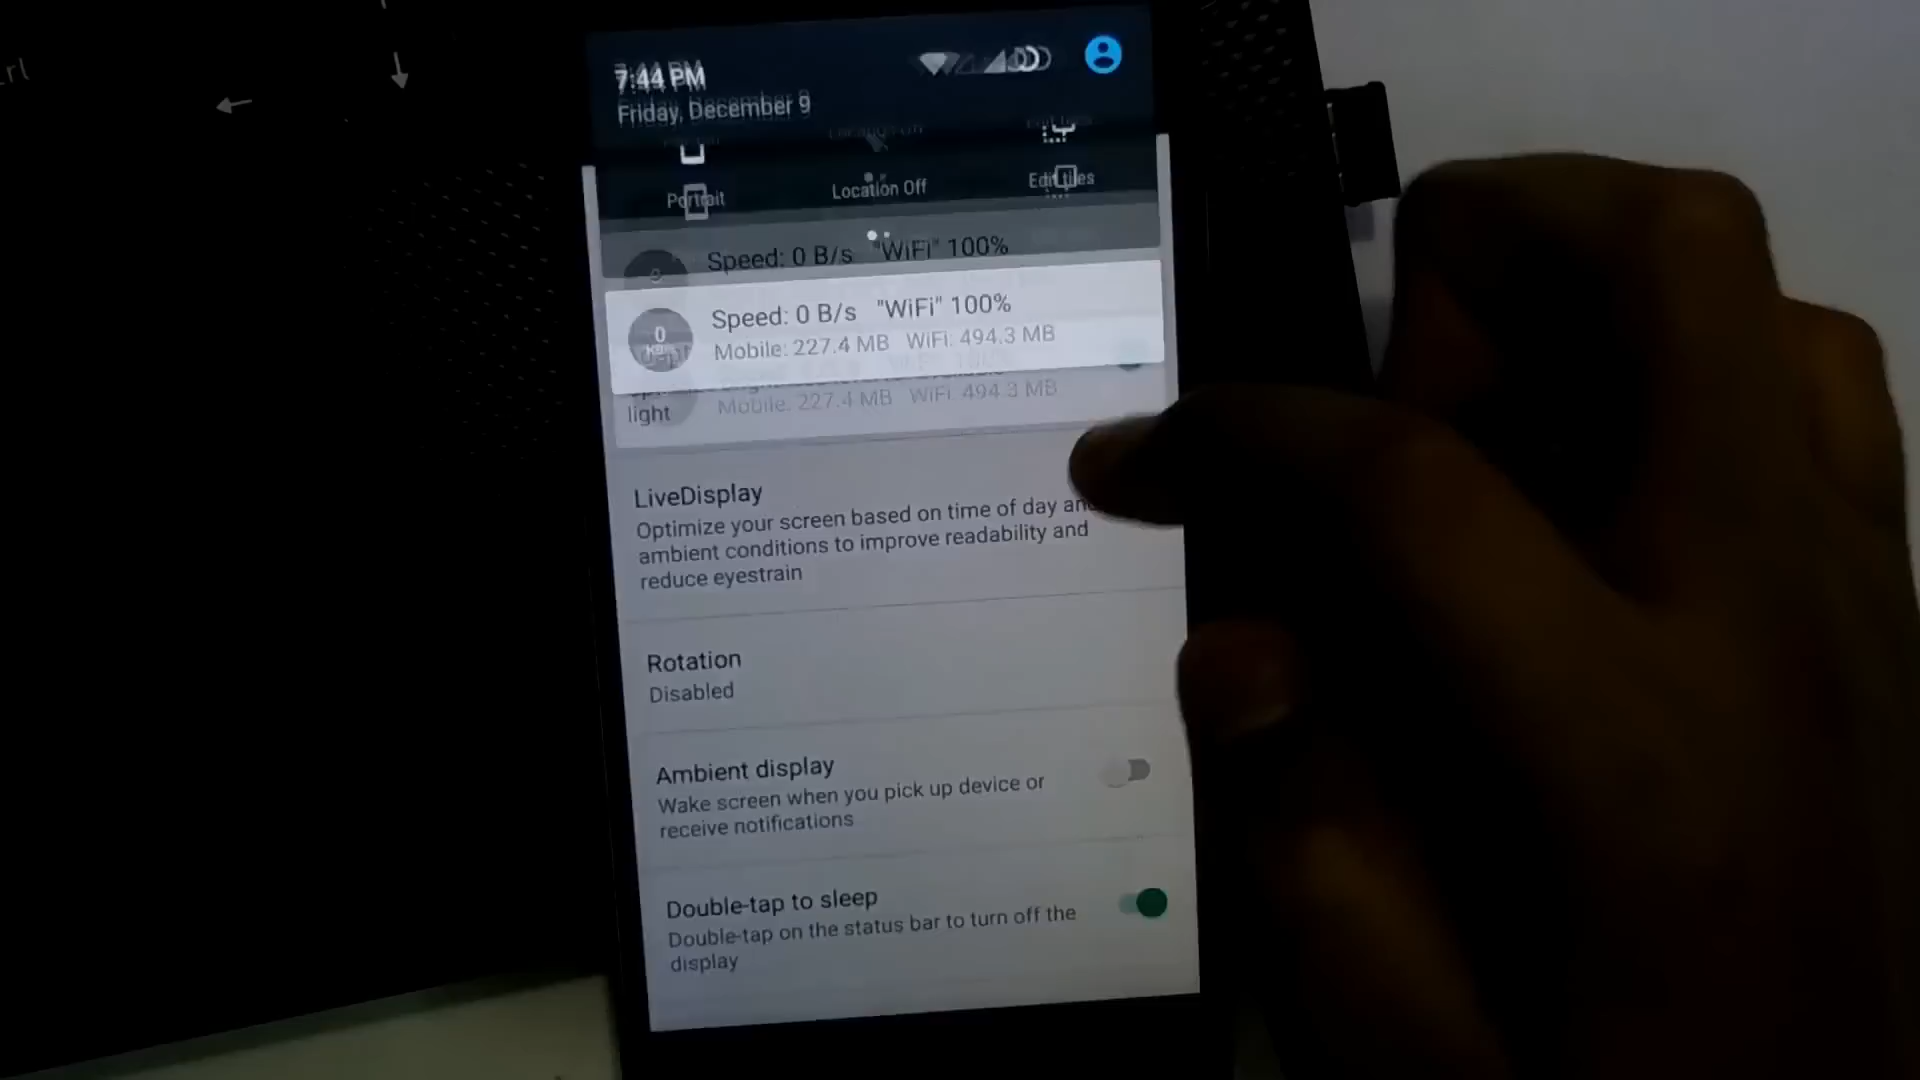 rl
7:44 PM
Friday, December 9
Portrait
Location Off
Edit tiles
Speed: 0 B/s "WiFi" 100%
0
Speed: 0 B/s "WiFi" 100%
Mobile: 227.4 MB WiFi: 494.3 MB
Mobile: 227.4 MB WiFi: 494.3 MB
light
LiveDisplay
Optimize your screen based on time of day an
ambient conditions to improve readability and
reduce eyestrain
Rotation
Disabled
Ambient display
Wake screen when you pick up device or
receive notifications
Double-tap to sleep
Double-tap on the status bar to turn off the
display